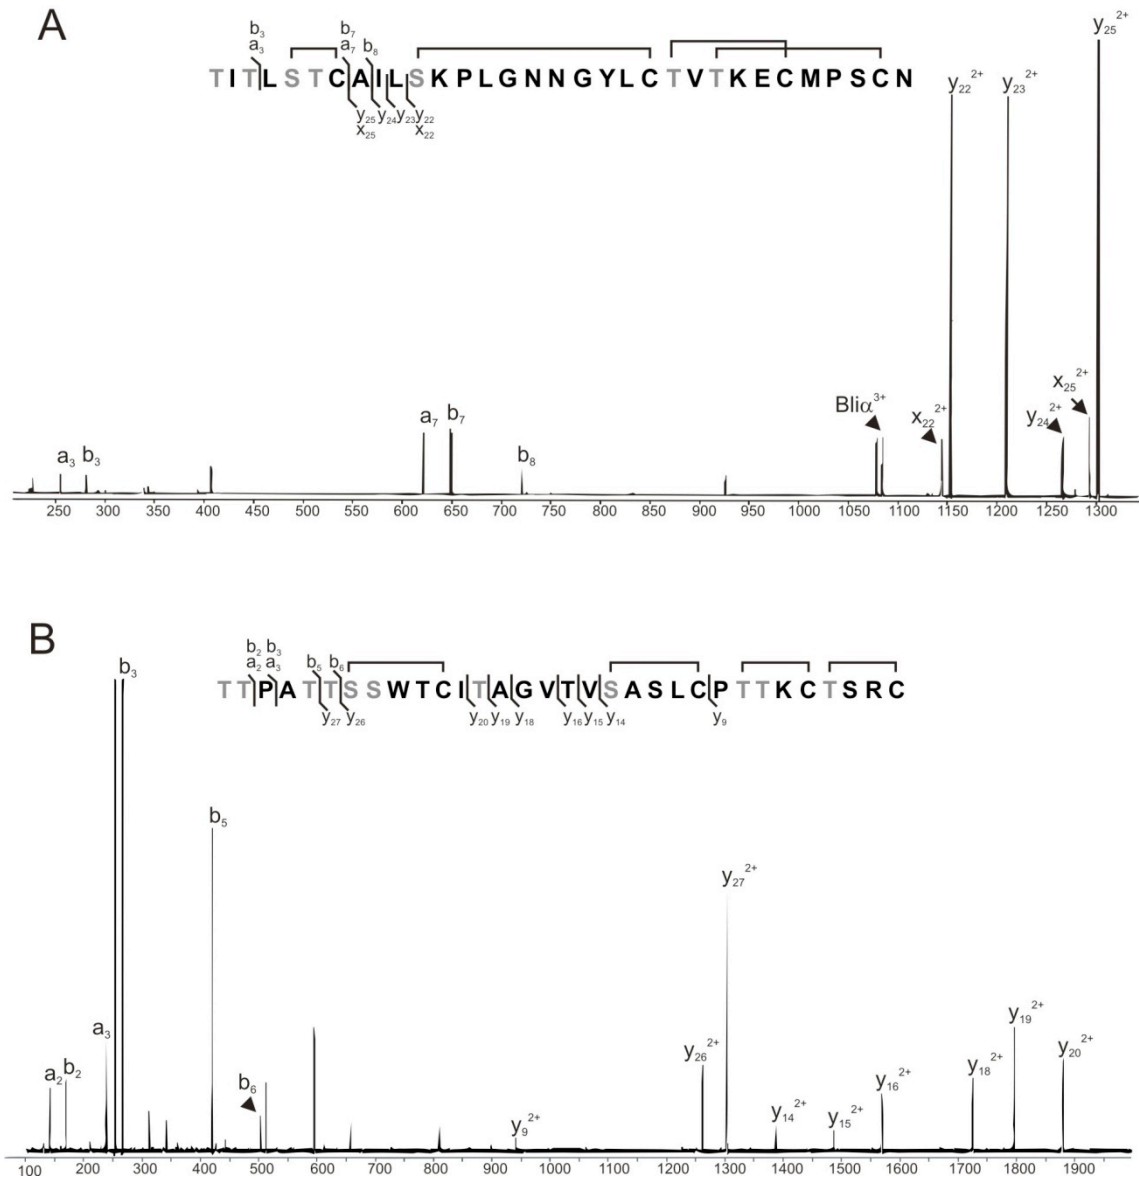 A
b3 b7
a3 a7 b8
TITLSTCAILSKPLGNNGYLCTVTKECMPSCN
y25 y24 y23 y22
x25 x22
y25 2+
y22 2+ y23 2+
x25 2+
Bliα3+ x22 2+ y24 2+
a3 b3 a7 b7 b8
250 300 350 400 450 500 550 600 650 700 750 800 850 900 950 1000 1050 1100 1150 1200 1250 1300
B
b3
b2 b3
a2 a3 b5 b6
TTPATTSSWTCITAGVTVSASLCPTTKCTSRC
y27 y26 y20 y19 y18 y16 y15 y14 y9
b5
y27 2+
a3
y19 2+
a2 b2 y26 2+ y20 2+
b6 y16 2+ y18 2+
y9 2+ y14 2+ y15 2+
100 200 300 400 500 600 700 800 900 1000 1100 1200 1300 1400 1500 1600 1700 1800 1900